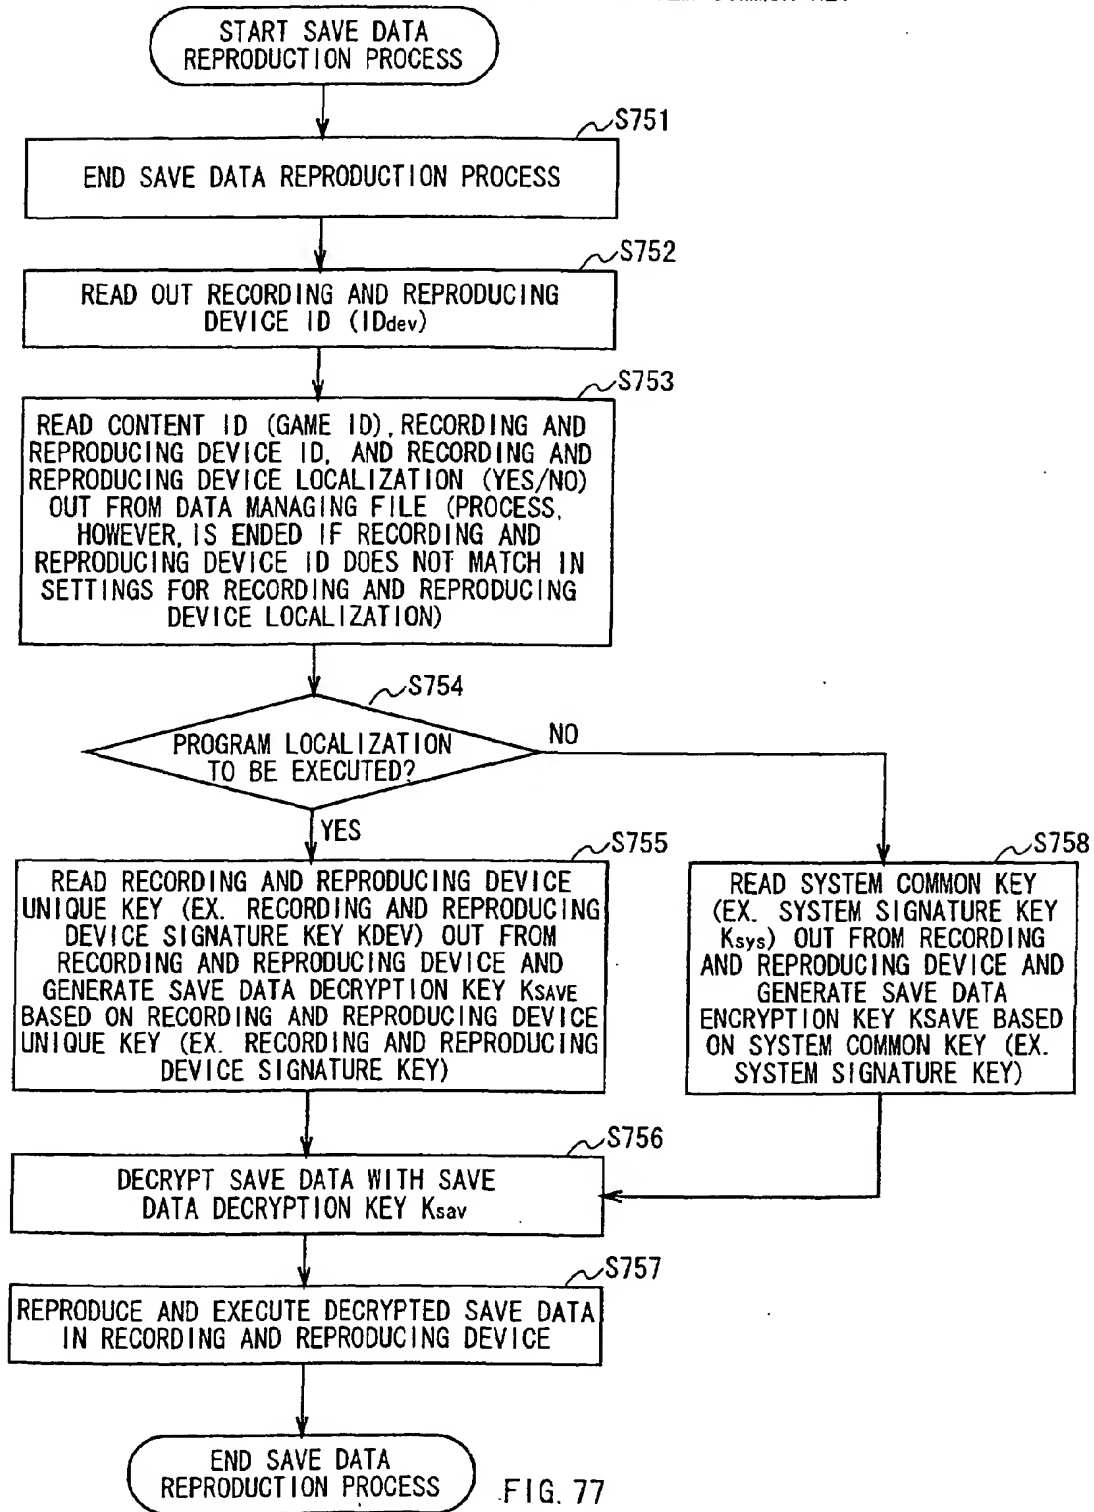 START SAVE DATA
REPRODUCTION PROCESS
S751
END SAVE DATA REPRODUCTION PROCESS
S752
READ OUT RECORDING AND REPRODUCING
DEVICE ID (IDdev)
S753
READ CONTENT ID (GAME ID), RECORDING AND
REPRODUCING DEVICE ID, AND RECORDING AND
REPRODUCING DEVICE LOCALIZATION (YES/NO)
OUT FROM DATA MANAGING FILE (PROCESS,
HOWEVER, IS ENDED IF RECORDING AND
REPRODUCING DEVICE ID DOES NOT MATCH IN
SETTINGS FOR RECORDING AND REPRODUCING
DEVICE LOCALIZATION)
S754
PROGRAM LOCALIZATION
TO BE EXECUTED?
NO
YES
S755
READ RECORDING AND REPRODUCING DEVICE
UNIQUE KEY (EX. RECORDING AND REPRODUCING
DEVICE SIGNATURE KEY KDEV) OUT FROM
RECORDING AND REPRODUCING DEVICE AND
GENERATE SAVE DATA DECRYPTION KEY KSAVE
BASED ON RECORDING AND REPRODUCING DEVICE
UNIQUE KEY (EX. RECORDING AND REPRODUCING
DEVICE SIGNATURE KEY)
S758
READ SYSTEM COMMON KEY
(EX. SYSTEM SIGNATURE KEY
Ksys) OUT FROM RECORDING
AND REPRODUCING DEVICE AND
GENERATE SAVE DATA
ENCRYPTION KEY KSAVE BASED
ON SYSTEM COMMON KEY (EX.
SYSTEM SIGNATURE KEY)
S756
DECRYPT SAVE DATA WITH SAVE
DATA DECRYPTION KEY Ksav
S757
REPRODUCE AND EXECUTE DECRYPTED SAVE DATA
IN RECORDING AND REPRODUCING DEVICE
END SAVE DATA
REPRODUCTION PROCESS
FIG. 77